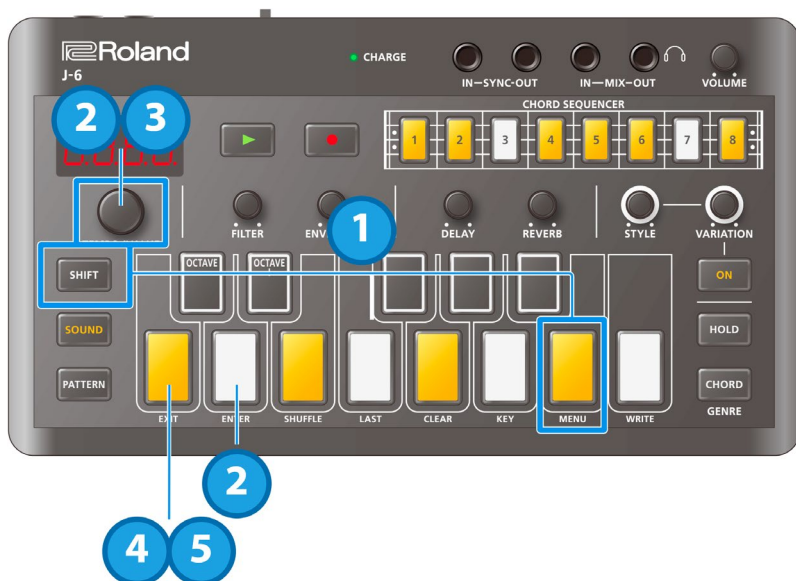 Roland
J-6
CHARGE
IN—SYNC-OUT
IN—MIX—OUT
VOLUME
CHORD SEQUENCER
1 2 3 4 5 6 7 8
2 3
FILTER
1
DELAY
REVERB
STYLE
VARIATION
SHIFT
OCTAVE
OCTAVE
ON
SOUND
HOLD
PATTERN
CHORD
GENRE
EXIT
ENTER
SHUFFLE
LAST
CLEAR
KEY
MENU
WRITE
2
4 5